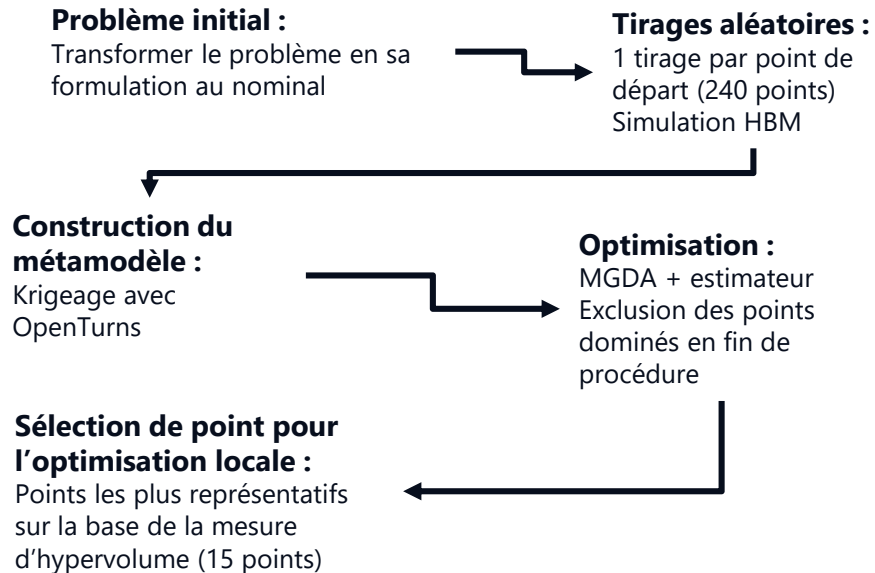 Problème initial :
Transformer le problème en sa
formulation au nominal
Tirages aléatoires :
1 tirage par point de
départ (240 points)
Simulation HBM
Construction du
métamodèle :
Krigeage avec
OpenTurns
Optimisation :
MGDA + estimateur
Exclusion des points
dominés en fin de
procédure
Sélection de point pour
l’optimisation locale :
Points les plus représentatifs
sur la base de la mesure
d’hypervolume (15 points)